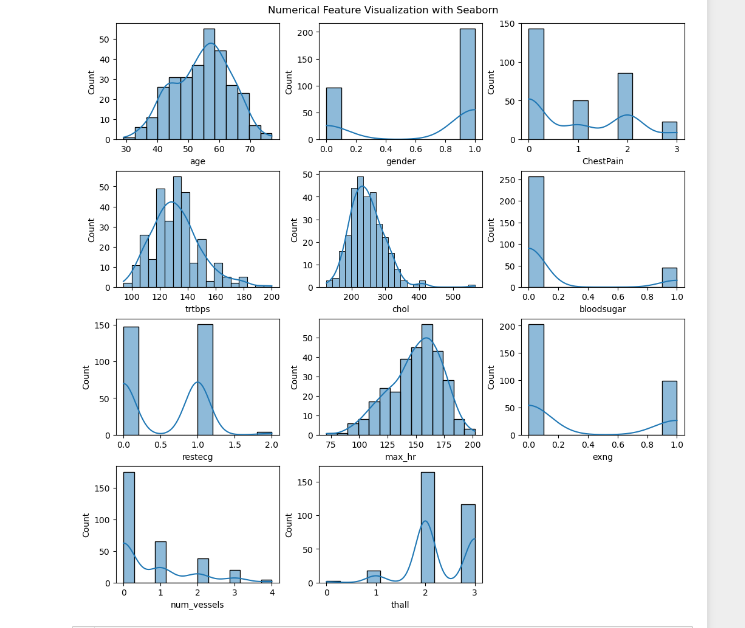 Numerical Feature Visualization with Seaborn
50
40
30
20
10
0
Count
30 40 50 60 70
age
200
150
100
50
0
Count
0.0 0.2 0.4 0.6 0.8 1.0
gender
150
100
50
0
Count
0 1 2 3
ChestPain
50
40
30
20
10
0
Count
100 120 140 160 180 200
trtbps
50
40
30
20
10
0
Count
200 300 400 500
chol
250
200
150
100
50
0
Count
0.0 0.2 0.4 0.6 0.8 1.0
bloodsugar
150
100
50
0
Count
0.0 0.5 1.0 1.5 2.0
restecg
50
40
30
20
10
0
Count
75 100 125 150 175 200
max_hr
200
150
100
50
0
Count
0.0 0.2 0.4 0.6 0.8 1.0
exng
150
100
50
0
Count
0 1 2 3 4
num_vessels
150
100
50
0
Count
0 1 2 3
thall